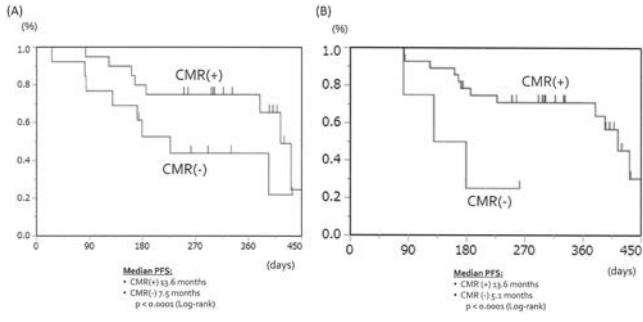 (A)
(%)
1.0
0.8
0.6
0.4
0.2
0
0
90
180
270
360
450
(days)
CMR(+)
CMR(-)
Median PFS:
• CMR(+) 13.6 months
• CMR(-) 7.5 months
p < 0.0001 (Log-rank)
(B)
(%)
1.0
0.8
0.6
0.4
0.2
0
0
90
180
270
360
450
(days)
CMR(+)
CMR(-)
Median PFS:
• CMR (+) 13.6 months
• CMR (-) 5.1 months
p < 0.0001 (Log-rank)